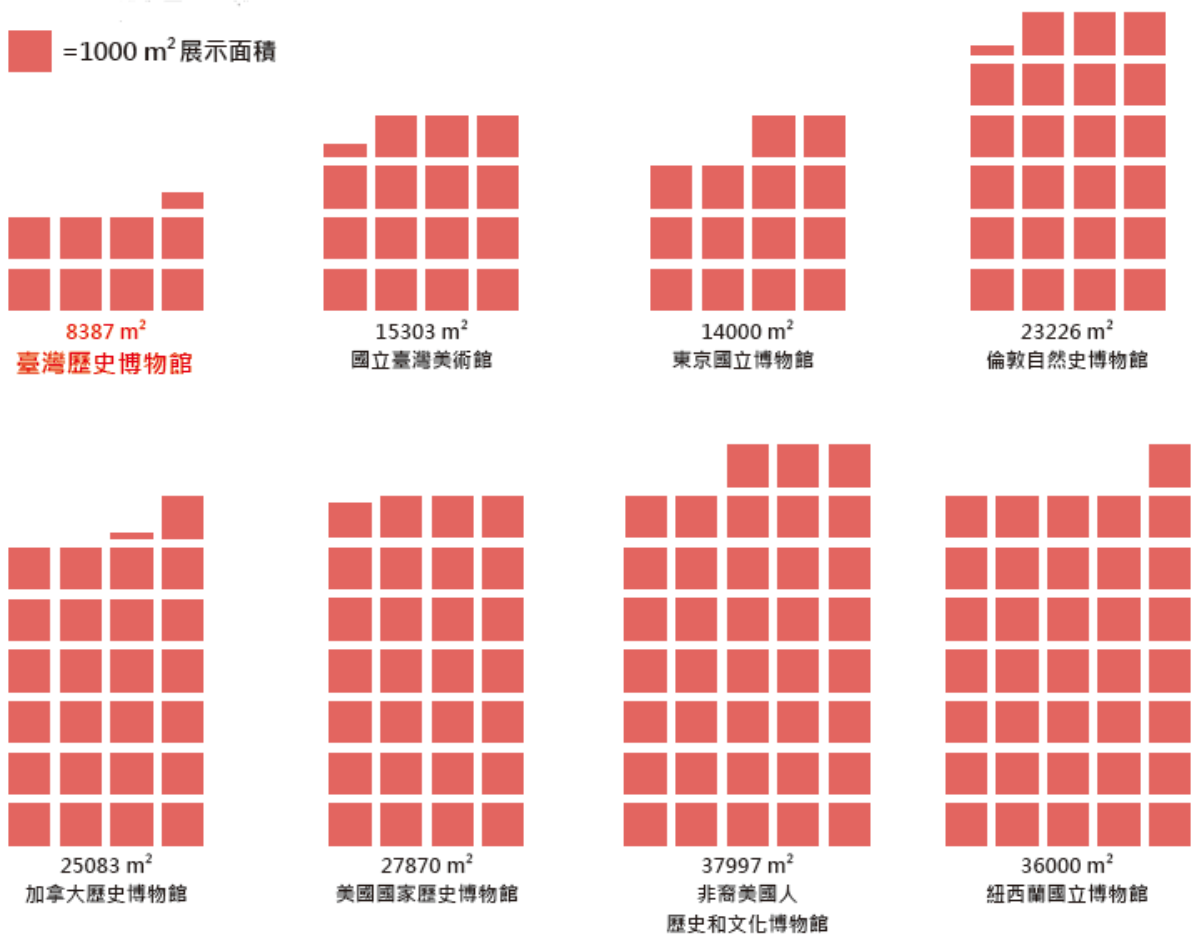 =1000 m² 展示面積
8387 m²
臺灣歷史博物館
15303 m²
國立臺灣美術館
14000 m²
東京國立博物館
23226 m²
倫敦自然史博物館
25083 m²
加拿大歷史博物館
27870 m²
美國國家歷史博物館
37997 m²
非裔美國人
歷史和文化博物館
36000 m²
紐西蘭國立博物館